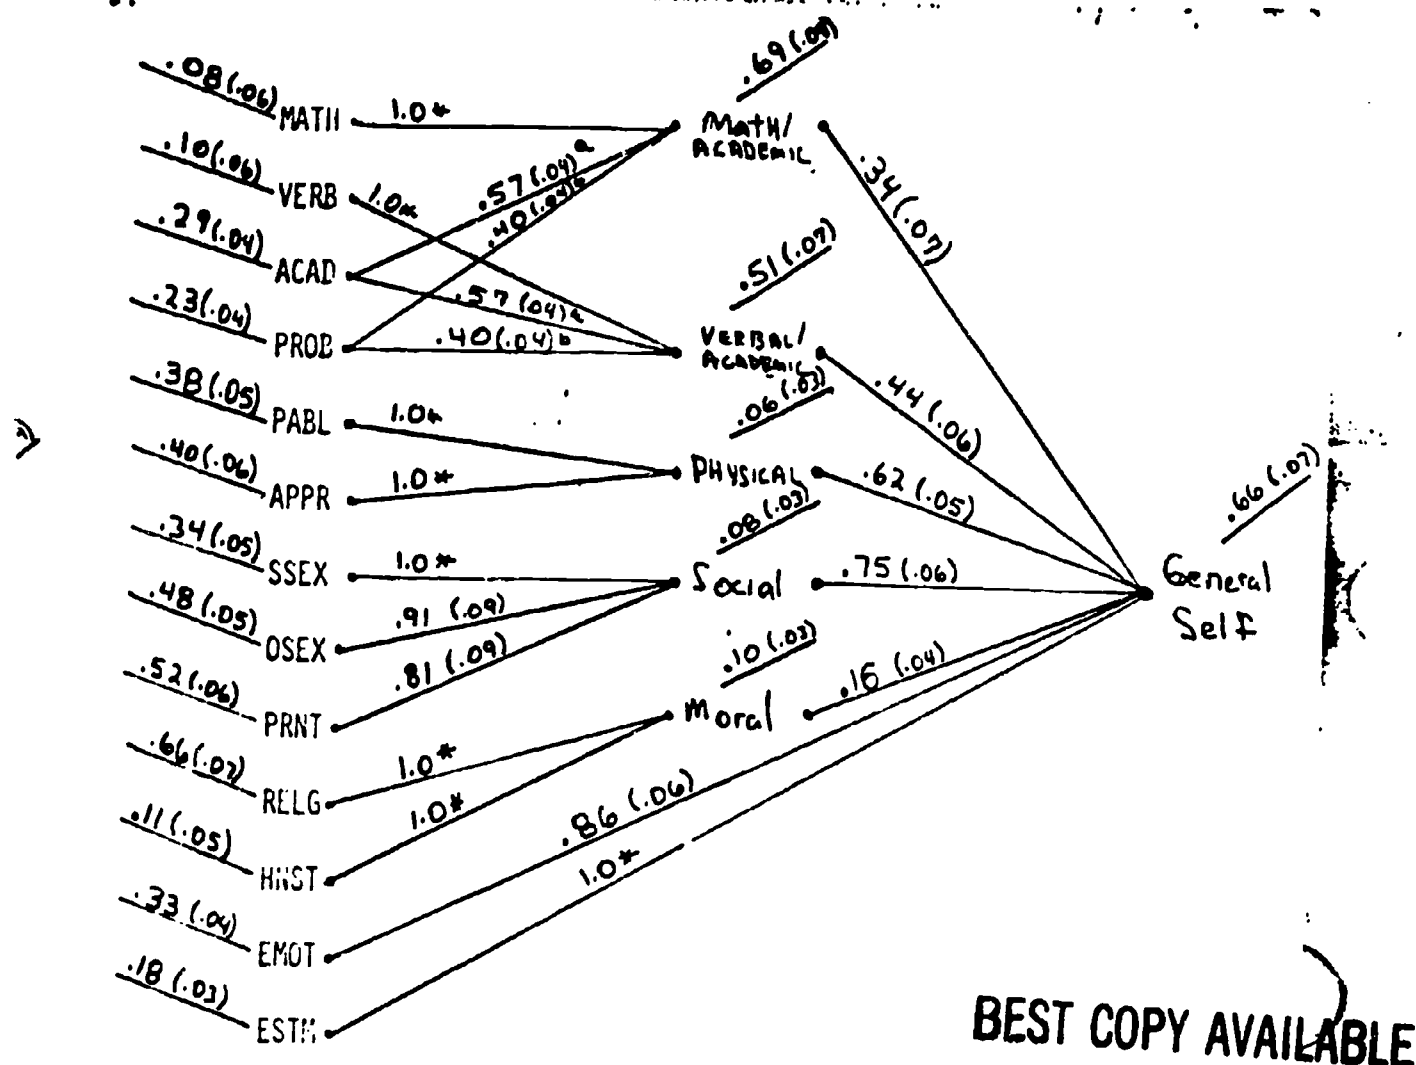 .69(.07)
.08(.06)
MATH
1.0*
MATH/
ACADEMIC
.10(.06)
VERB
1.0*
.57(.04)a
.40(.04)b
.34(.07)
.29(.04)
ACAD
.57(.04)a
.51(.07)
.23(.04)
PROB
.40(.04)b
VERBAL/
ACADEMIC
.44(.06)
.38(.05)
PABL
1.0*
.06(.03)
PHYSICAL
.62(.05)
.40(.06)
APPR
1.0*
.66(.07)
.34(.05)
SSEX
1.0*
.08(.03)
Social
.75(.06)
General
Self
.48(.05)
OSEX
.91(.09)
.52(.06)
PRNT
.81(.09)
.10(.03)
Moral
.16(.04)
.66(.07)
RELG
1.0*
.11(.05)
HNST
1.0*
.33(.04)
EMOT
.86(.06)
.18(.03)
ESTM
1.0*
BEST COPY AVAILABLE